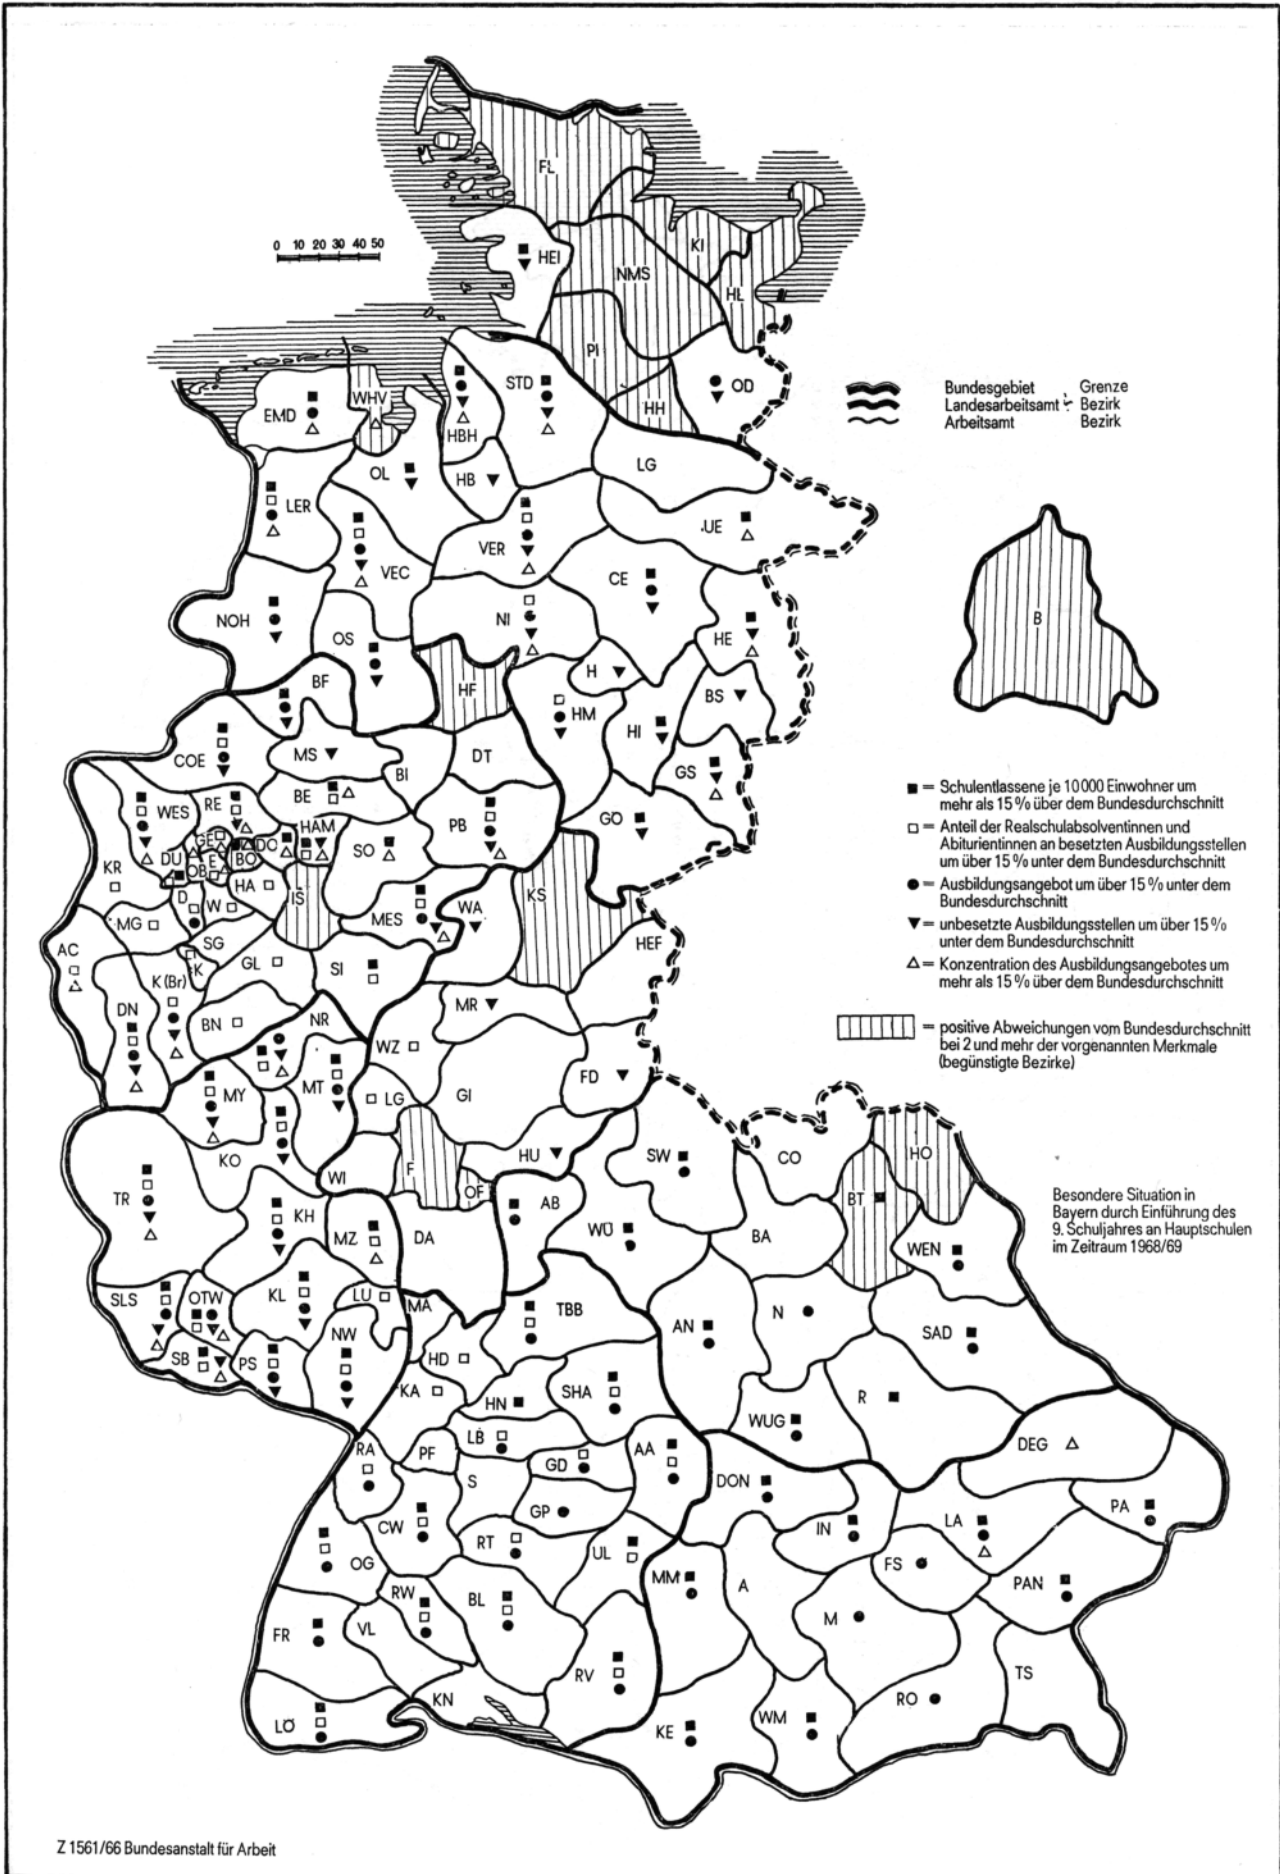 FL
KI
HEI
NMS
HL
0 10 20 30 40 50
PI
HH
OD
STD
WHV
EMD
HBH
Bundesgebiet Grenze
Landesarbeitsamt Bezirk
Arbeitsamt Bezirk
LG
OL
HB
LER
UE
VER
VEC
CE
NOH
OS
NI
HE
B
BF
HF
H
BS
HM
HI
COE
MS
BI
DT
GS
WES
RE
BE
HAM
PB
GÖ
■ = Schulentlassene je 10000 Einwohner um
mehr als 15% über dem Bundesdurchschnitt
□ = Anteil der Realschulabsolventinnen und
Abiturientinnen an besetzten Ausbildungsstellen
um über 15% unter dem Bundesdurchschnitt
● = Ausbildungsangebot um über 15% unter dem
Bundesdurchschnitt
▼ = unbesetzte Ausbildungsstellen um über 15%
unter dem Bundesdurchschnitt
△ = Konzentration des Ausbildungsangebotes um
mehr als 15% über dem Bundesdurchschnitt
= positive Abweichungen vom Bundesdurchschnitt
bei 2 und mehr der vorgenannten Merkmale
(begünstigte Bezirke)
GE
DO
SO
KR
DU
OB
E
BO
HA
IS
KS
D
W
MG
MES
WA
HEF
AC
SG
K
GL
SI
K (Br)
DN
BN
NR
MR
WZ
MY
MT
LG
GI
FD
KO
WI
F
HU
OF
SW
CO
HO
TR
KH
MZ
DA
AB
WÜ
BA
BT
WEN
Besondere Situation in
Bayern durch Einführung des
9. Schuljahres an Hauptschulen
im Zeitraum 1968/69
SLS
OTW
KL
LU
MA
TBB
AN
N
SAD
SB
PS
NW
HD
KA
HN
SHA
WUG
R
RA
PF
LB
GD
AA
DEG
S
GP
DON
CW
RT
UL
IN
LA
PA
OG
MM
A
FS
PAN
RW
BL
FR
VL
M
RV
TS
KN
RO
LÖ
KE
WM
Z 1561/66 Bundesanstalt für Arbeit